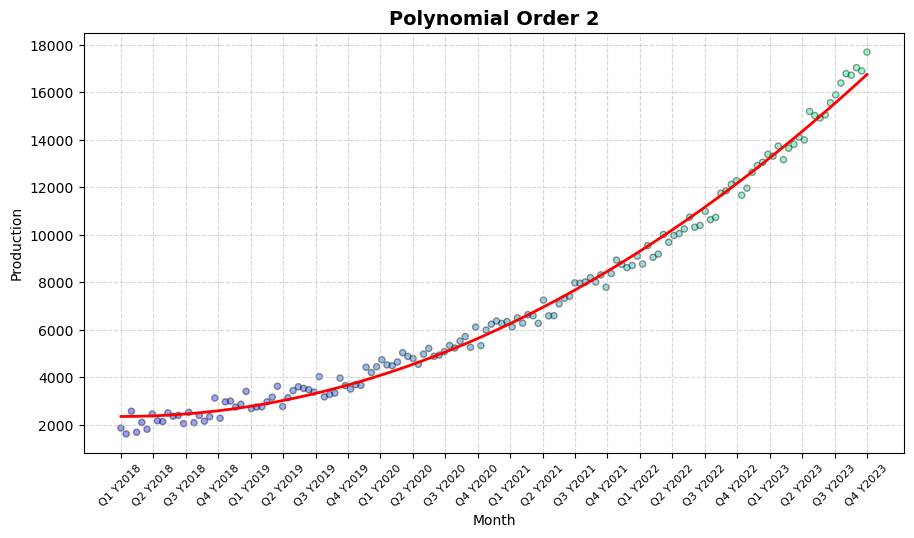 Polynomial Order 2
Production
18000
16000
14000
12000
10000
8000
6000
4000
2000
Q1 Y2018
Q2 Y2018
Q3 Y2018
Q4 Y2018
Q1 Y2019
Q2 Y2019
Q3 Y2019
Q4 Y2019
Q1 Y2020
Q2 Y2020
Q3 Y2020
Q4 Y2020
Q1 Y2021
Q2 Y2021
Q3 Y2021
Q4 Y2021
Q1 Y2022
Q2 Y2022
Q3 Y2022
Q4 Y2022
Q1 Y2023
Q2 Y2023
Q3 Y2023
Q4 Y2023
Month